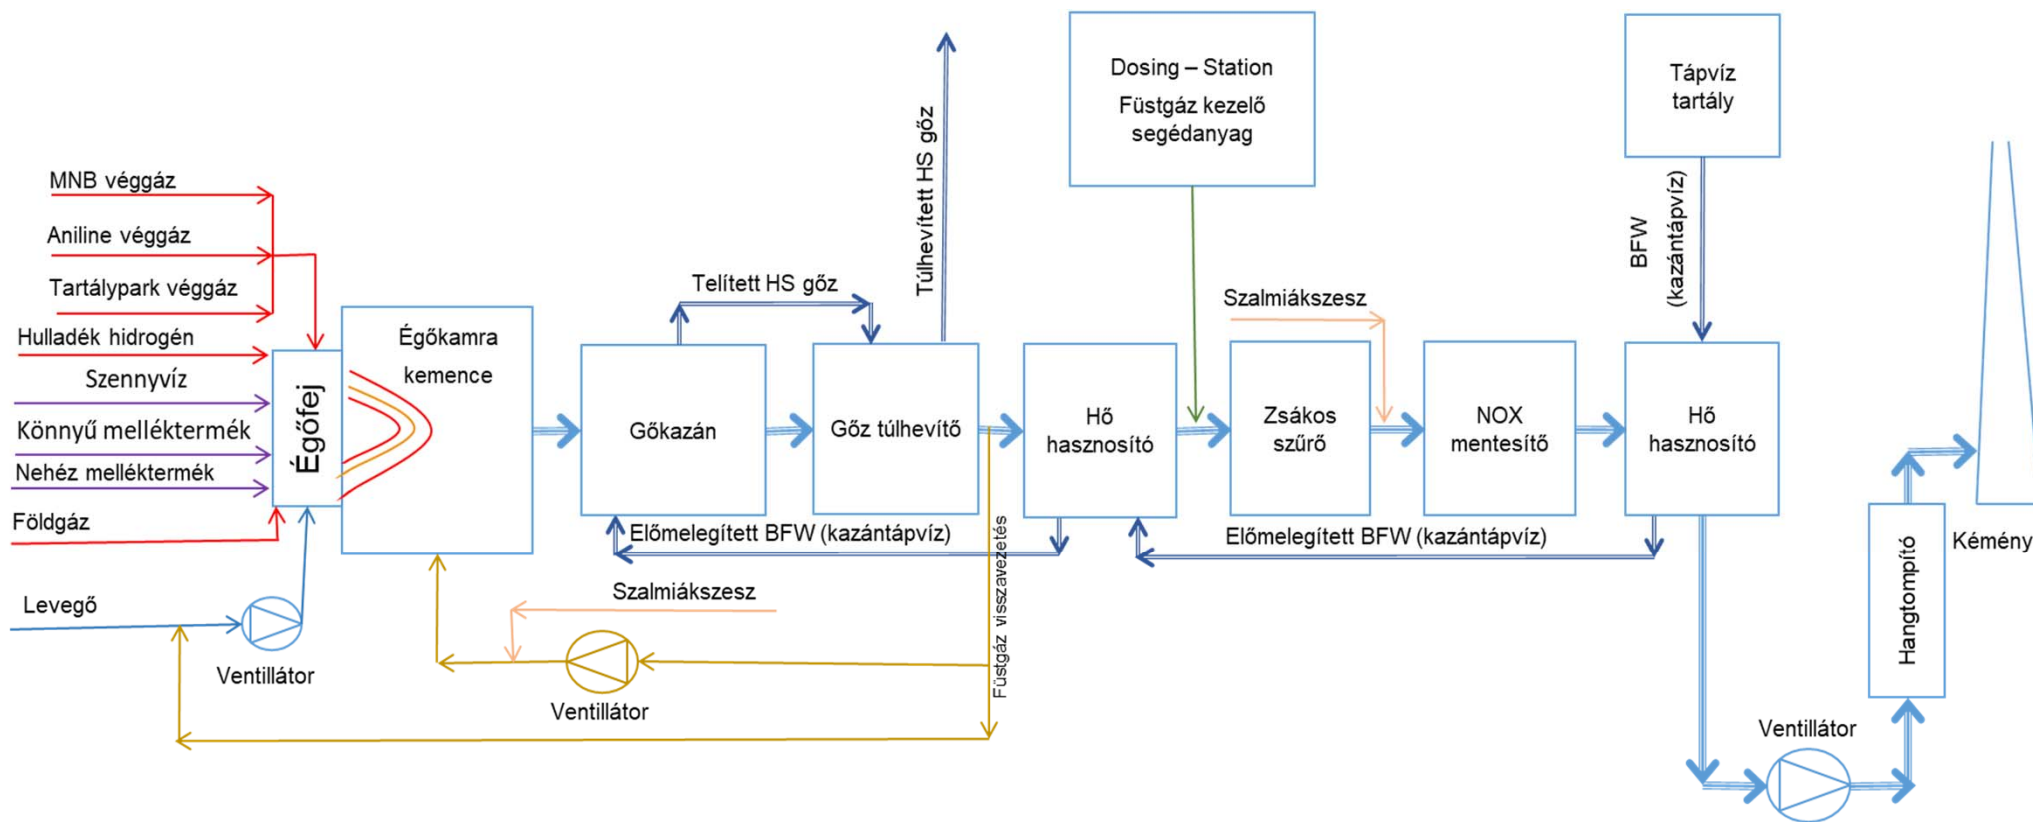 Dosing – Station
Füstgáz kezelő
segédanyag
Tápvíz
tartály
Túlhevített HS gőz
BFW
(kazántápvíz)
MNB véggáz
Aniline véggáz
Tartálypark véggáz
Hulladék hidrogén
Szennyvíz
Könnyű melléktermék
Nehéz melléktermék
Földgáz
Levegő
Ventillátor
Égőfej
Égőkamra
kemence
Telített HS gőz
Gőkazán
Gőz túlhevítő
Hő
hasznosító
Szalmiákszesz
Zsákos
szűrő
NOX
mentesítő
Hő
hasznosító
Előmelegített BFW (kazántápvíz)
Előmelegített BFW (kazántápvíz)
Szalmiákszesz
Ventillátor
Füstgáz visszavezetés
Ventillátor
Hangtompító
Kémény